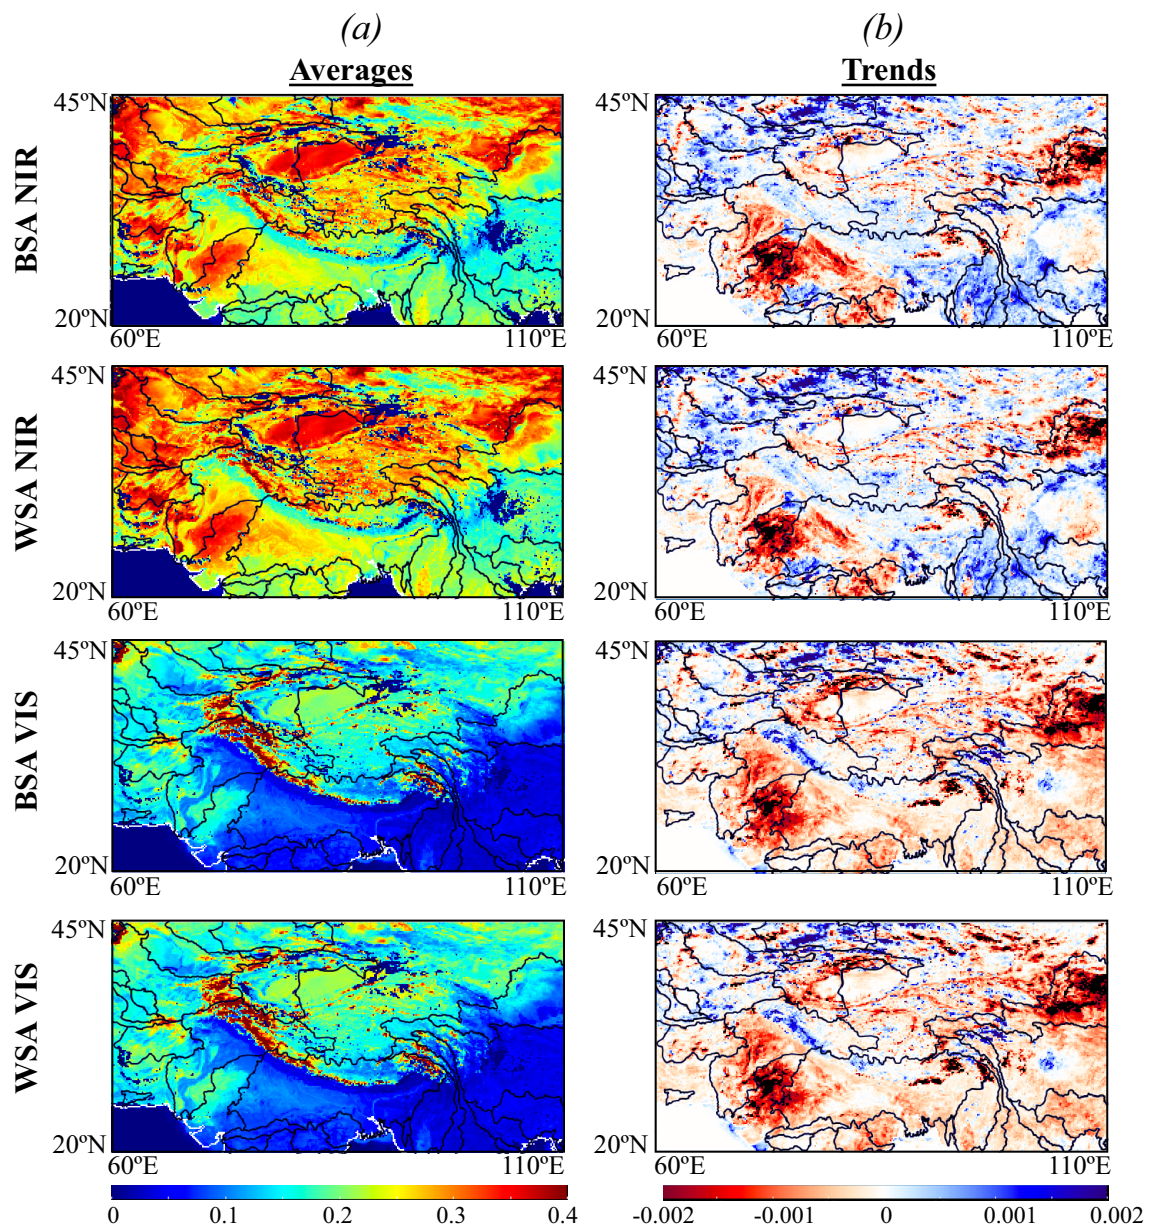 (a) (b)
Averages Trends
BSA NIR
45ºN 45ºN
20ºN 20ºN
60ºE 110ºE 60ºE 110ºE
WSA NIR
45ºN 45ºN
20ºN 20ºN
60ºE 110ºE 60ºE 110ºE
BSA VIS
45ºN 45ºN
20ºN 20ºN
60ºE 110ºE 60ºE 110ºE
WSA VIS
45ºN 45ºN
20ºN 20ºN
60ºE 110ºE 60ºE 110ºE
0 0.1 0.2 0.3 0.4 -0.002 -0.001 0 0.001 0.002